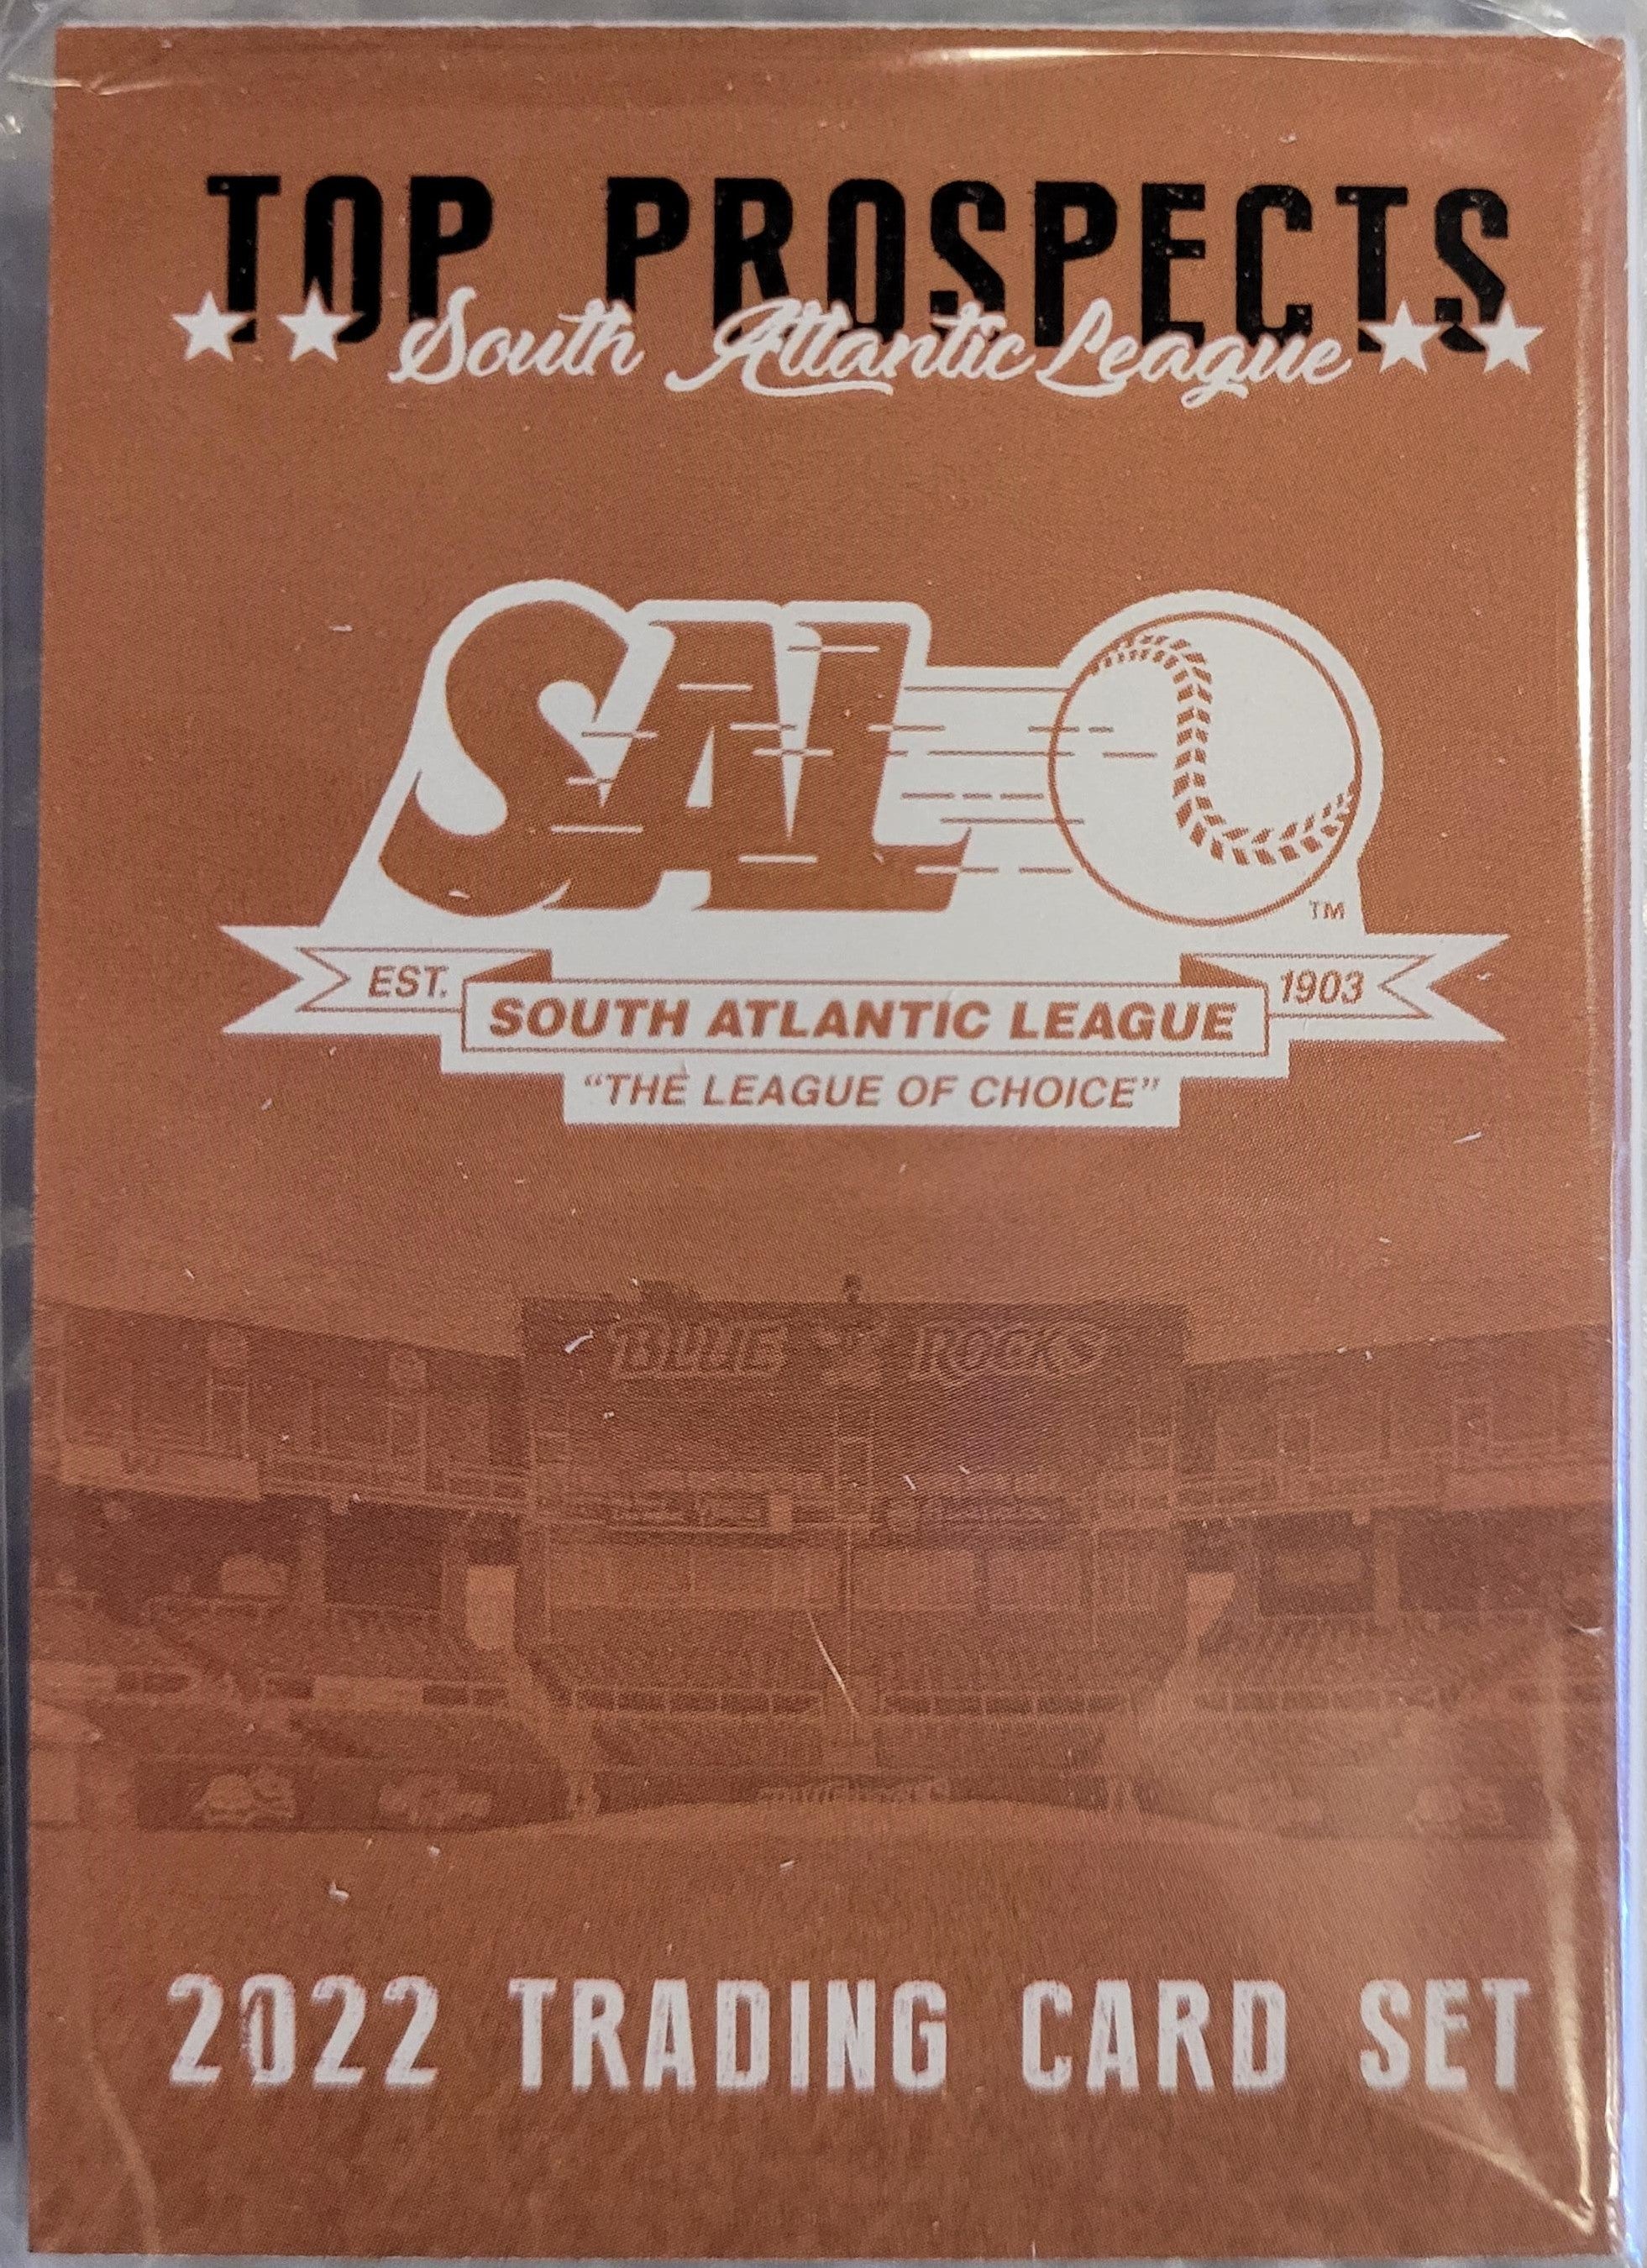 TOP PROSPECTS
South Atlantic League
SAL
TM
EST.
1903
SOUTH ATLANTIC LEAGUE
“THE LEAGUE OF CHOICE”
BLUE ROCKS
2022 TRADING CARD SET